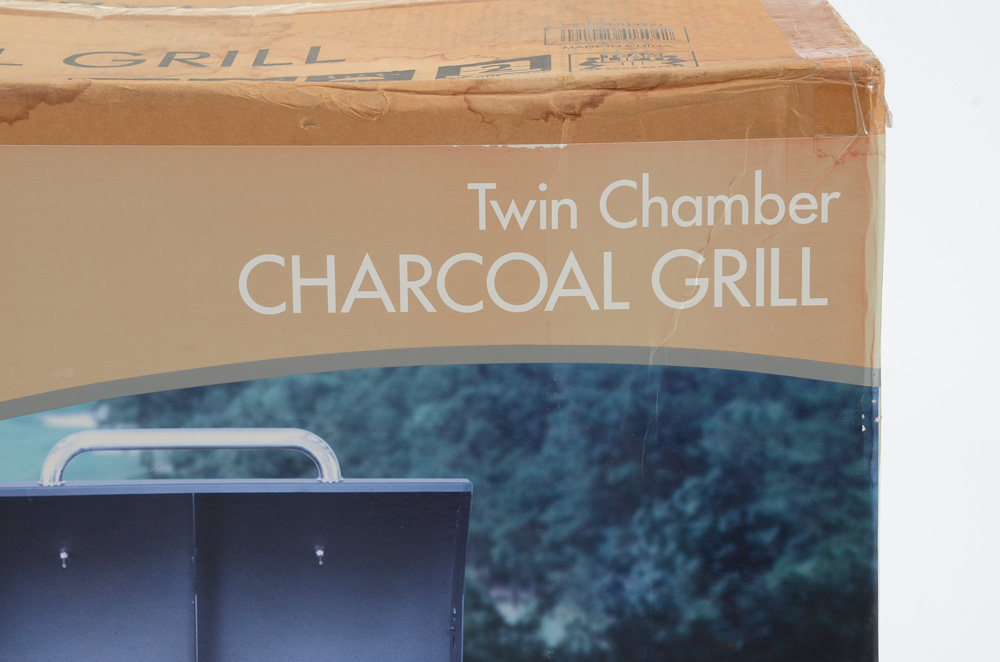 L GRILL
MADE IN CHINA
Twin Chamber
CHARCOAL GRILL